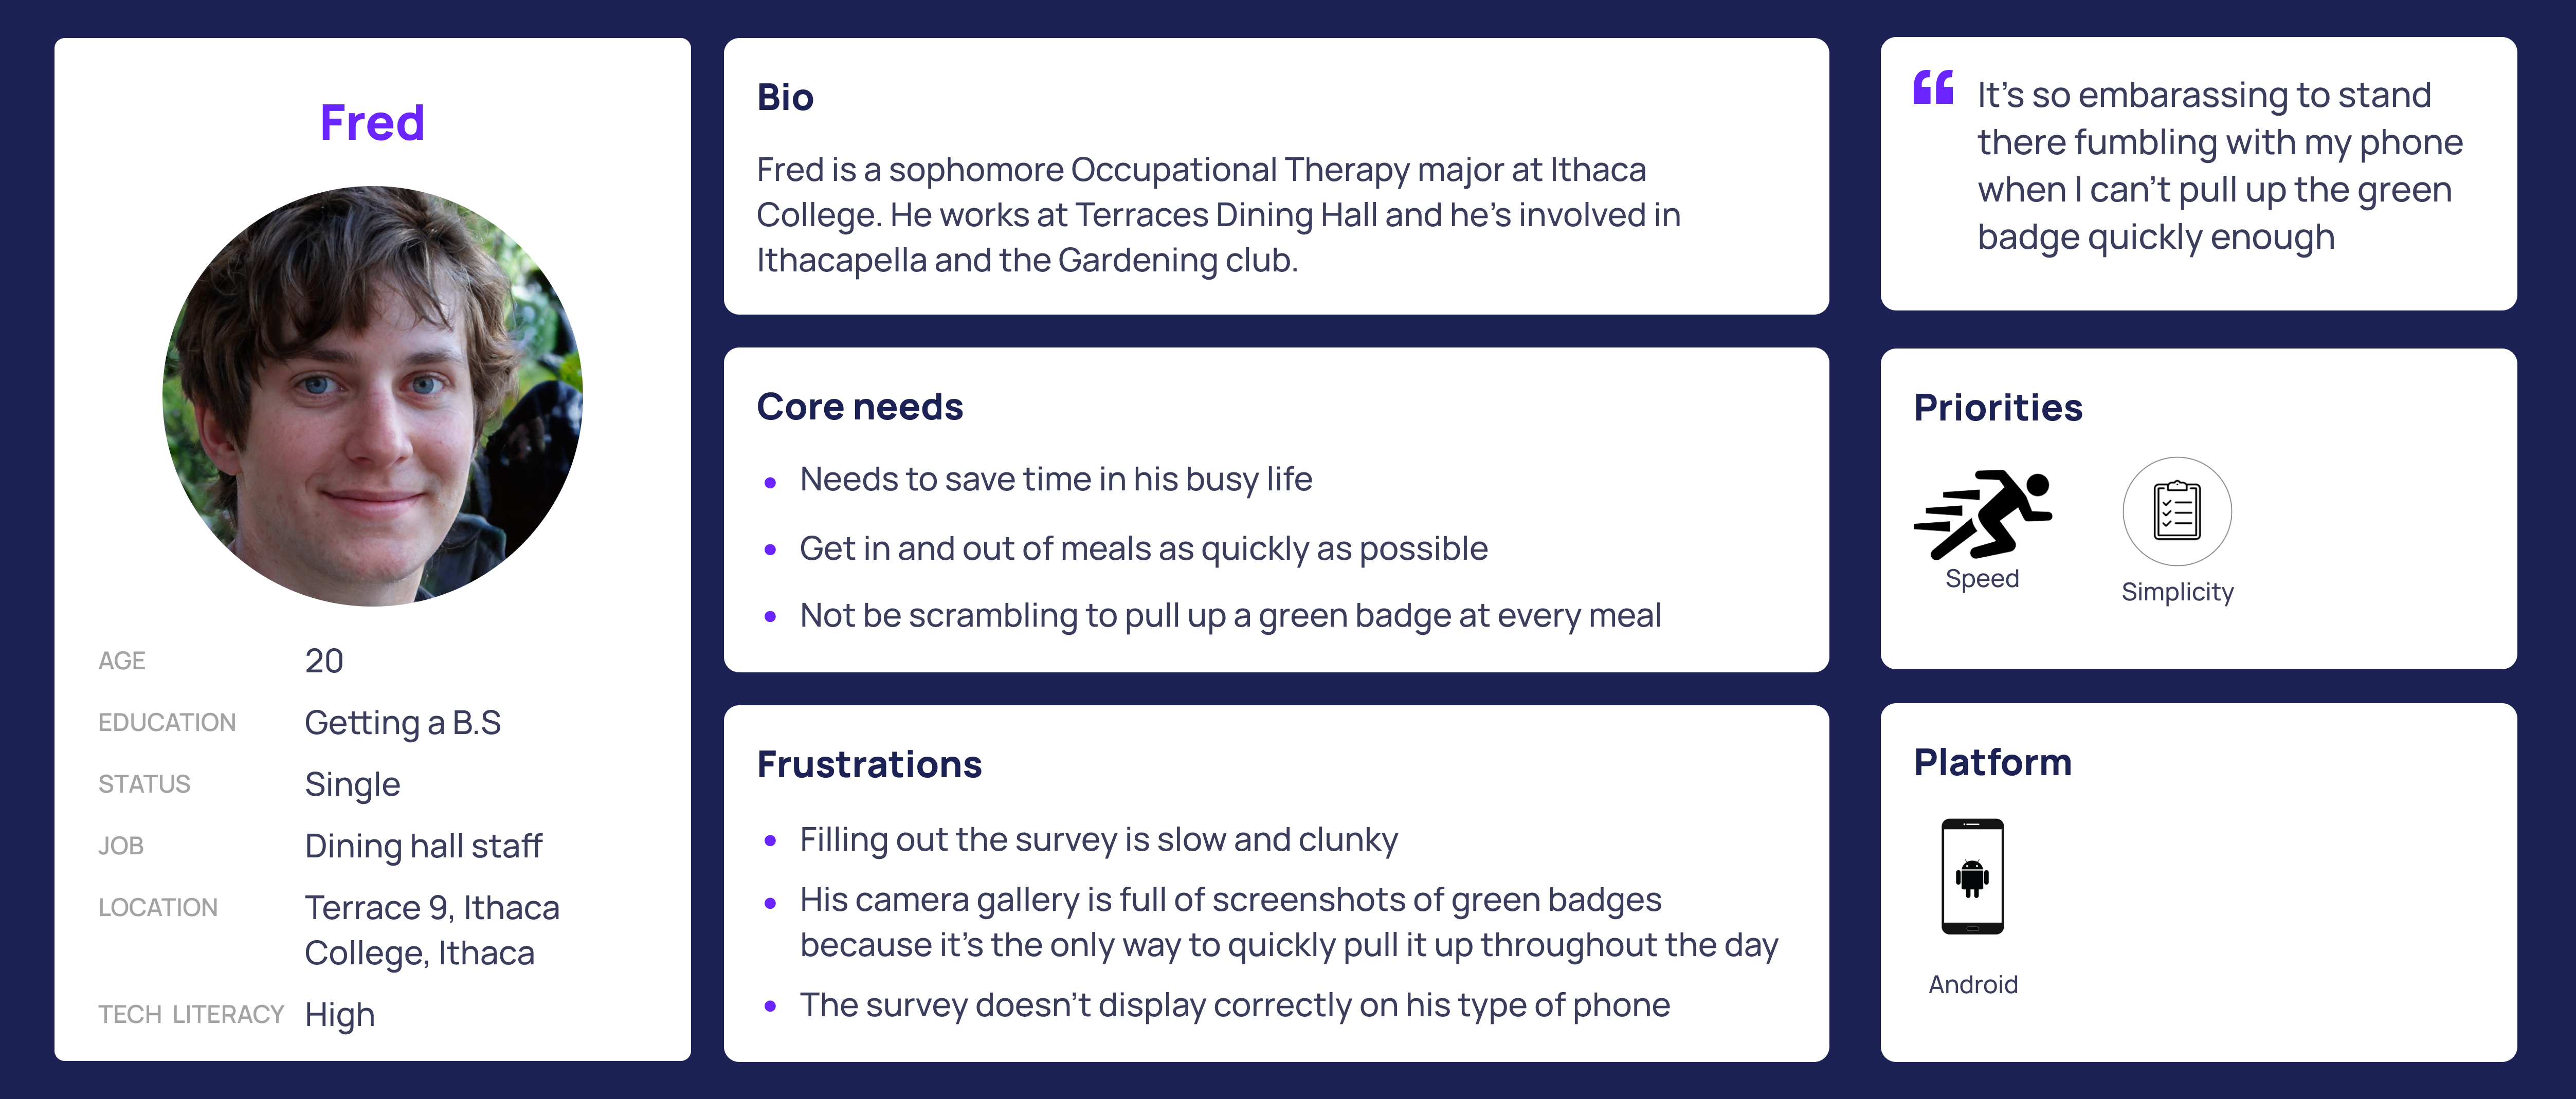 Fred
AGE 20
EDUCATION Getting a B.S
STATUS Single
JOB Dining hall staff
LOCATION Terrace 9, Ithaca
College, Ithaca
TECH LITERACY High
Bio
Fred is a sophomore Occupational Therapy major at Ithaca
College. He works at Terraces Dining Hall and he's involved in
Ithacapella and the Gardening club.
Core needs
• Needs to save time in his busy life
• Get in and out of meals as quickly as possible
• Not be scrambling to pull up a green badge at every meal
Frustrations
• Filling out the survey is slow and clunky
• His camera gallery is full of screenshots of green badges
because it's the only way to quickly pull it up throughout the day
• The survey doesn't display correctly on his type of phone
“ It's so embarassing to stand
there fumbling with my phone
when I can't pull up the green
badge quickly enough
Priorities
Speed
Simplicity
Platform
Android